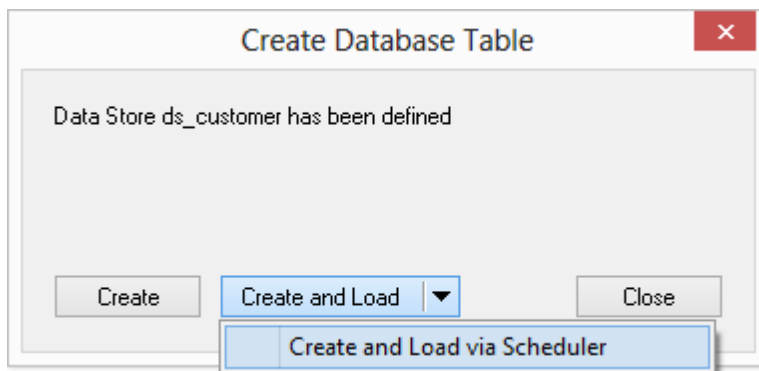 Create Database Table
Data Store ds_customer has been defined
Create
Create and Load
Close
Create and Load via Scheduler